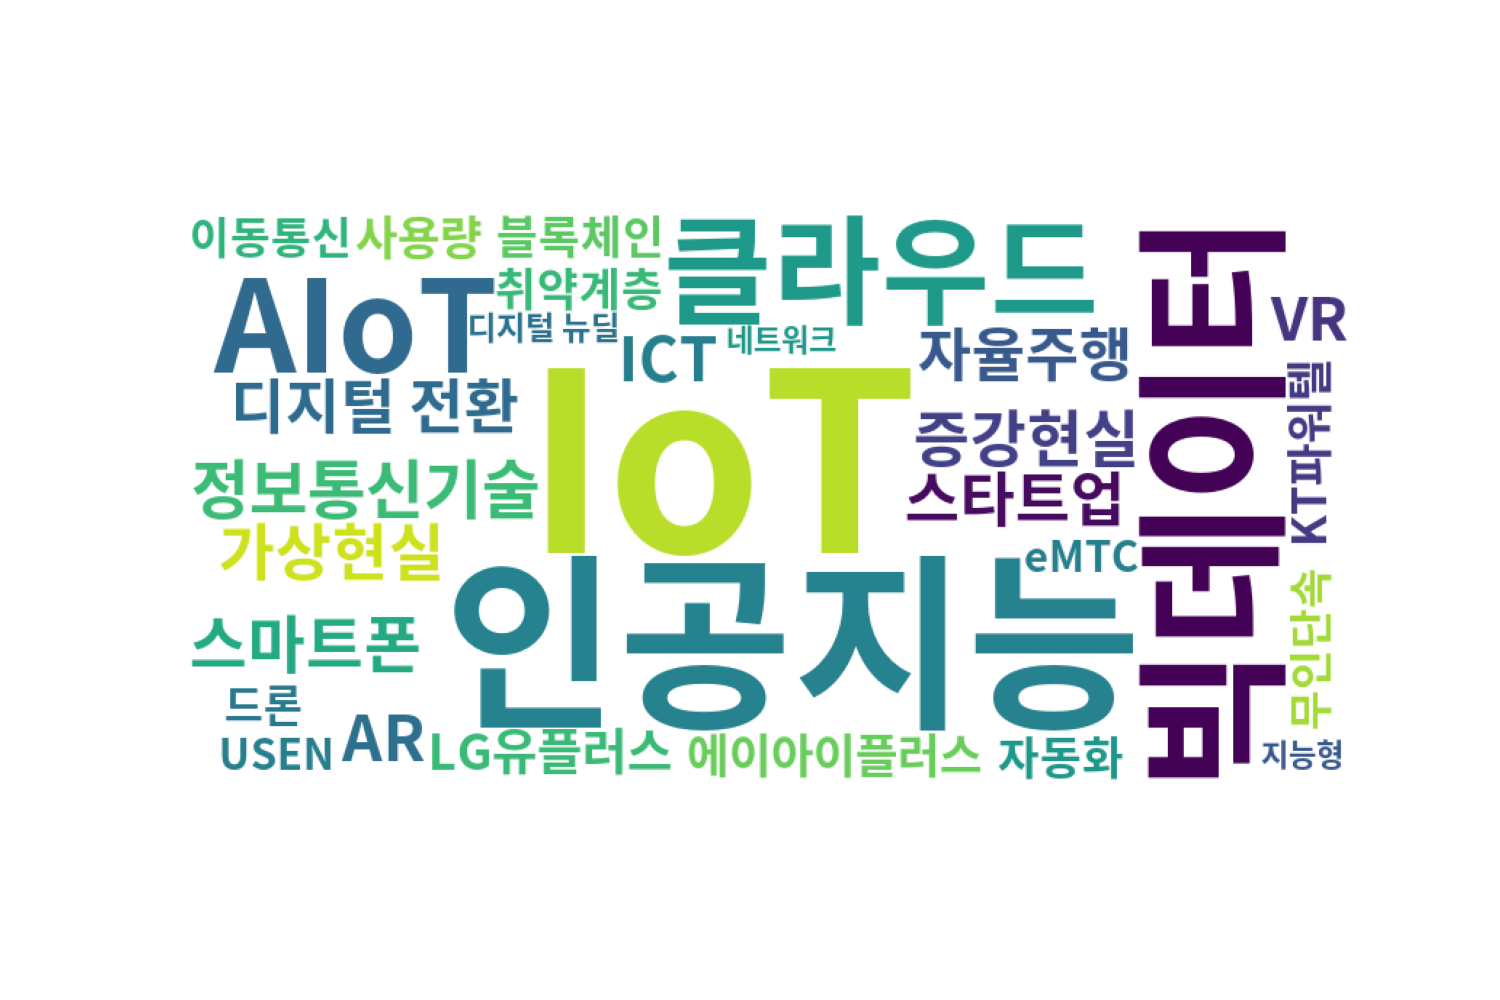 이동통신
사용량
블록체인
클라우드
빅데이터
AIoT
취약계층
VR
디지털 뉴딜
ICT
네트워크
자율주행
디지털 전환
IoT
증강현실
KT파워텔
정보통신기술
스타트업
가상현실
인공지능
eMTC
무인단속
스마트폰
드론
USEN
AR
LG유플러스
에이아이플러스
자동화
지능형